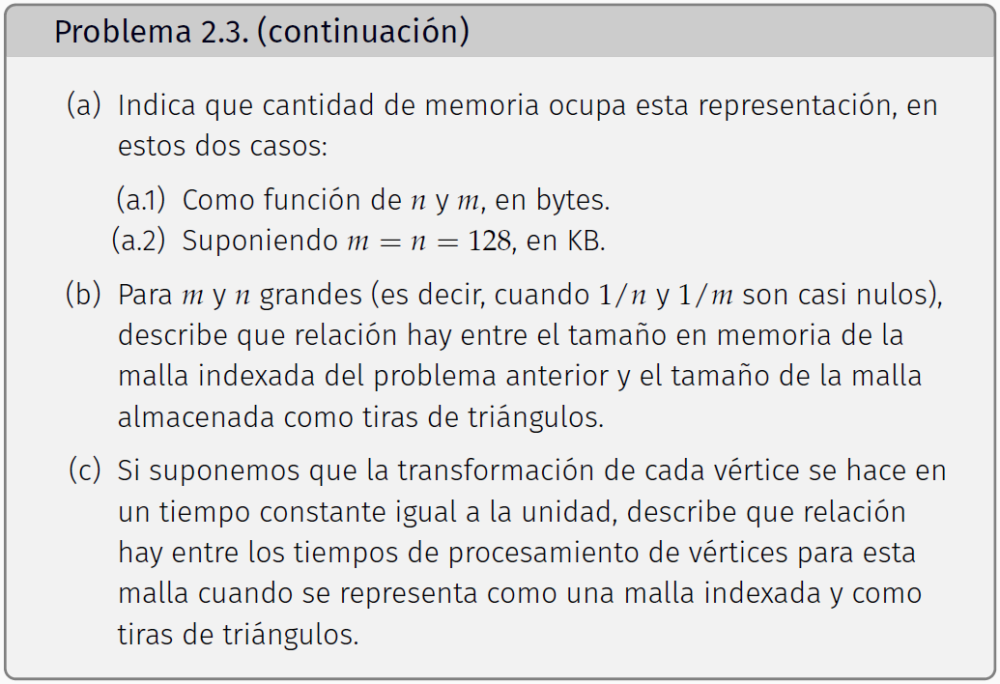 Problema 2.3. (continuación)
(a) Indica que cantidad de memoria ocupa esta representación, en
estos dos casos:
(a.1) Como función de n y m, en bytes.
(a.2) Suponiendo m = n = 128, en KB.
(b) Para m y n grandes (es decir, cuando 1/n y 1/m son casi nulos),
describe que relación hay entre el tamaño en memoria de la
malla indexada del problema anterior y el tamaño de la malla
almacenada como tiras de triángulos.
(c) Si suponemos que la transformación de cada vértice se hace en
un tiempo constante igual a la unidad, describe que relación
hay entre los tiempos de procesamiento de vértices para esta
malla cuando se representa como una malla indexada y como
tiras de triángulos.